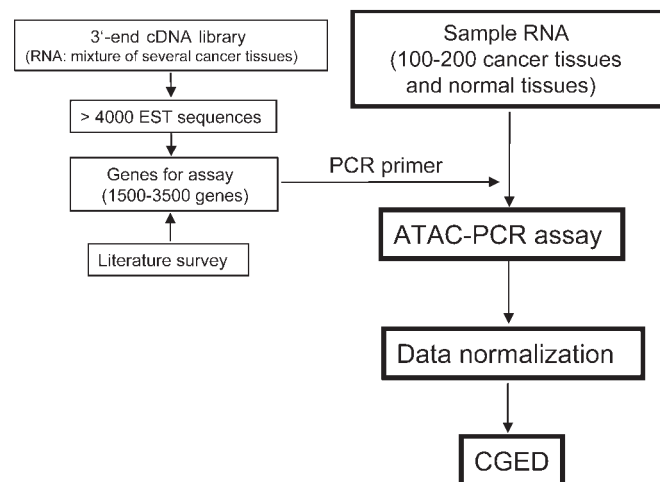 3'-end cDNA library
(RNA: mixture of several cancer tissues)
> 4000 EST sequences
Genes for assay
(1500-3500 genes)
Literature survey
PCR primer
Sample RNA
(100-200 cancer tissues
and normal tissues)
ATAC-PCR assay
Data normalization
CGED